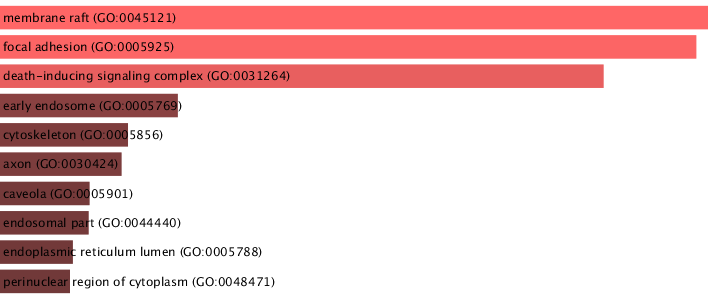 membrane raft (GO:0045121)
focal adhesion (GO:0005925)
death-inducing signaling complex (GO:0031264)
early endosome (GO:0005769)
cytoskeleton (GO:0005856)
axon (GO:0030424)
caveola (GO:0005901)
endosomal part (GO:0044440)
endoplasmic reticulum lumen (GO:0005788)
perinuclear region of cytoplasm (GO:0048471)